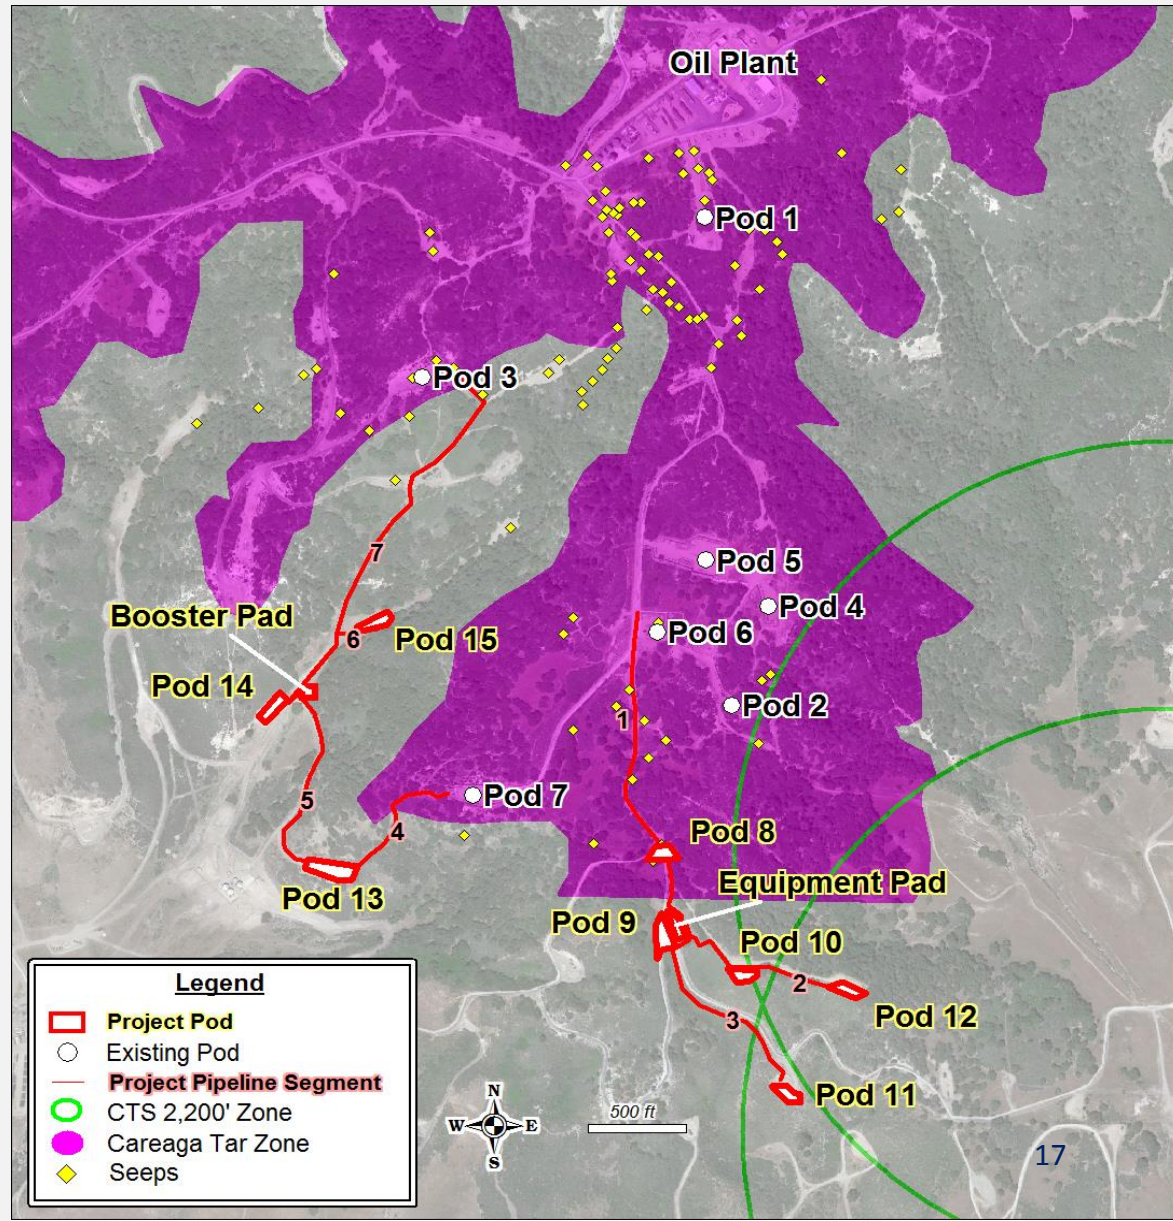 Oil Plant
Pod 1
Pod 3
7
Pod 5
Pod 4
Booster Pad
6
Pod 15
Pod 6
Pod 14
1
Pod 2
5
Pod 7
4
Pod 8
Pod 13
Equipment Pad
Pod 9
Pod 10
2
Pod 12
3
Pod 11
Legend
Project Pod
Existing Pod
Project Pipeline Segment
CTS 2,200' Zone
Careaga Tar Zone
Seeps
N
W E
S
500 ft
17